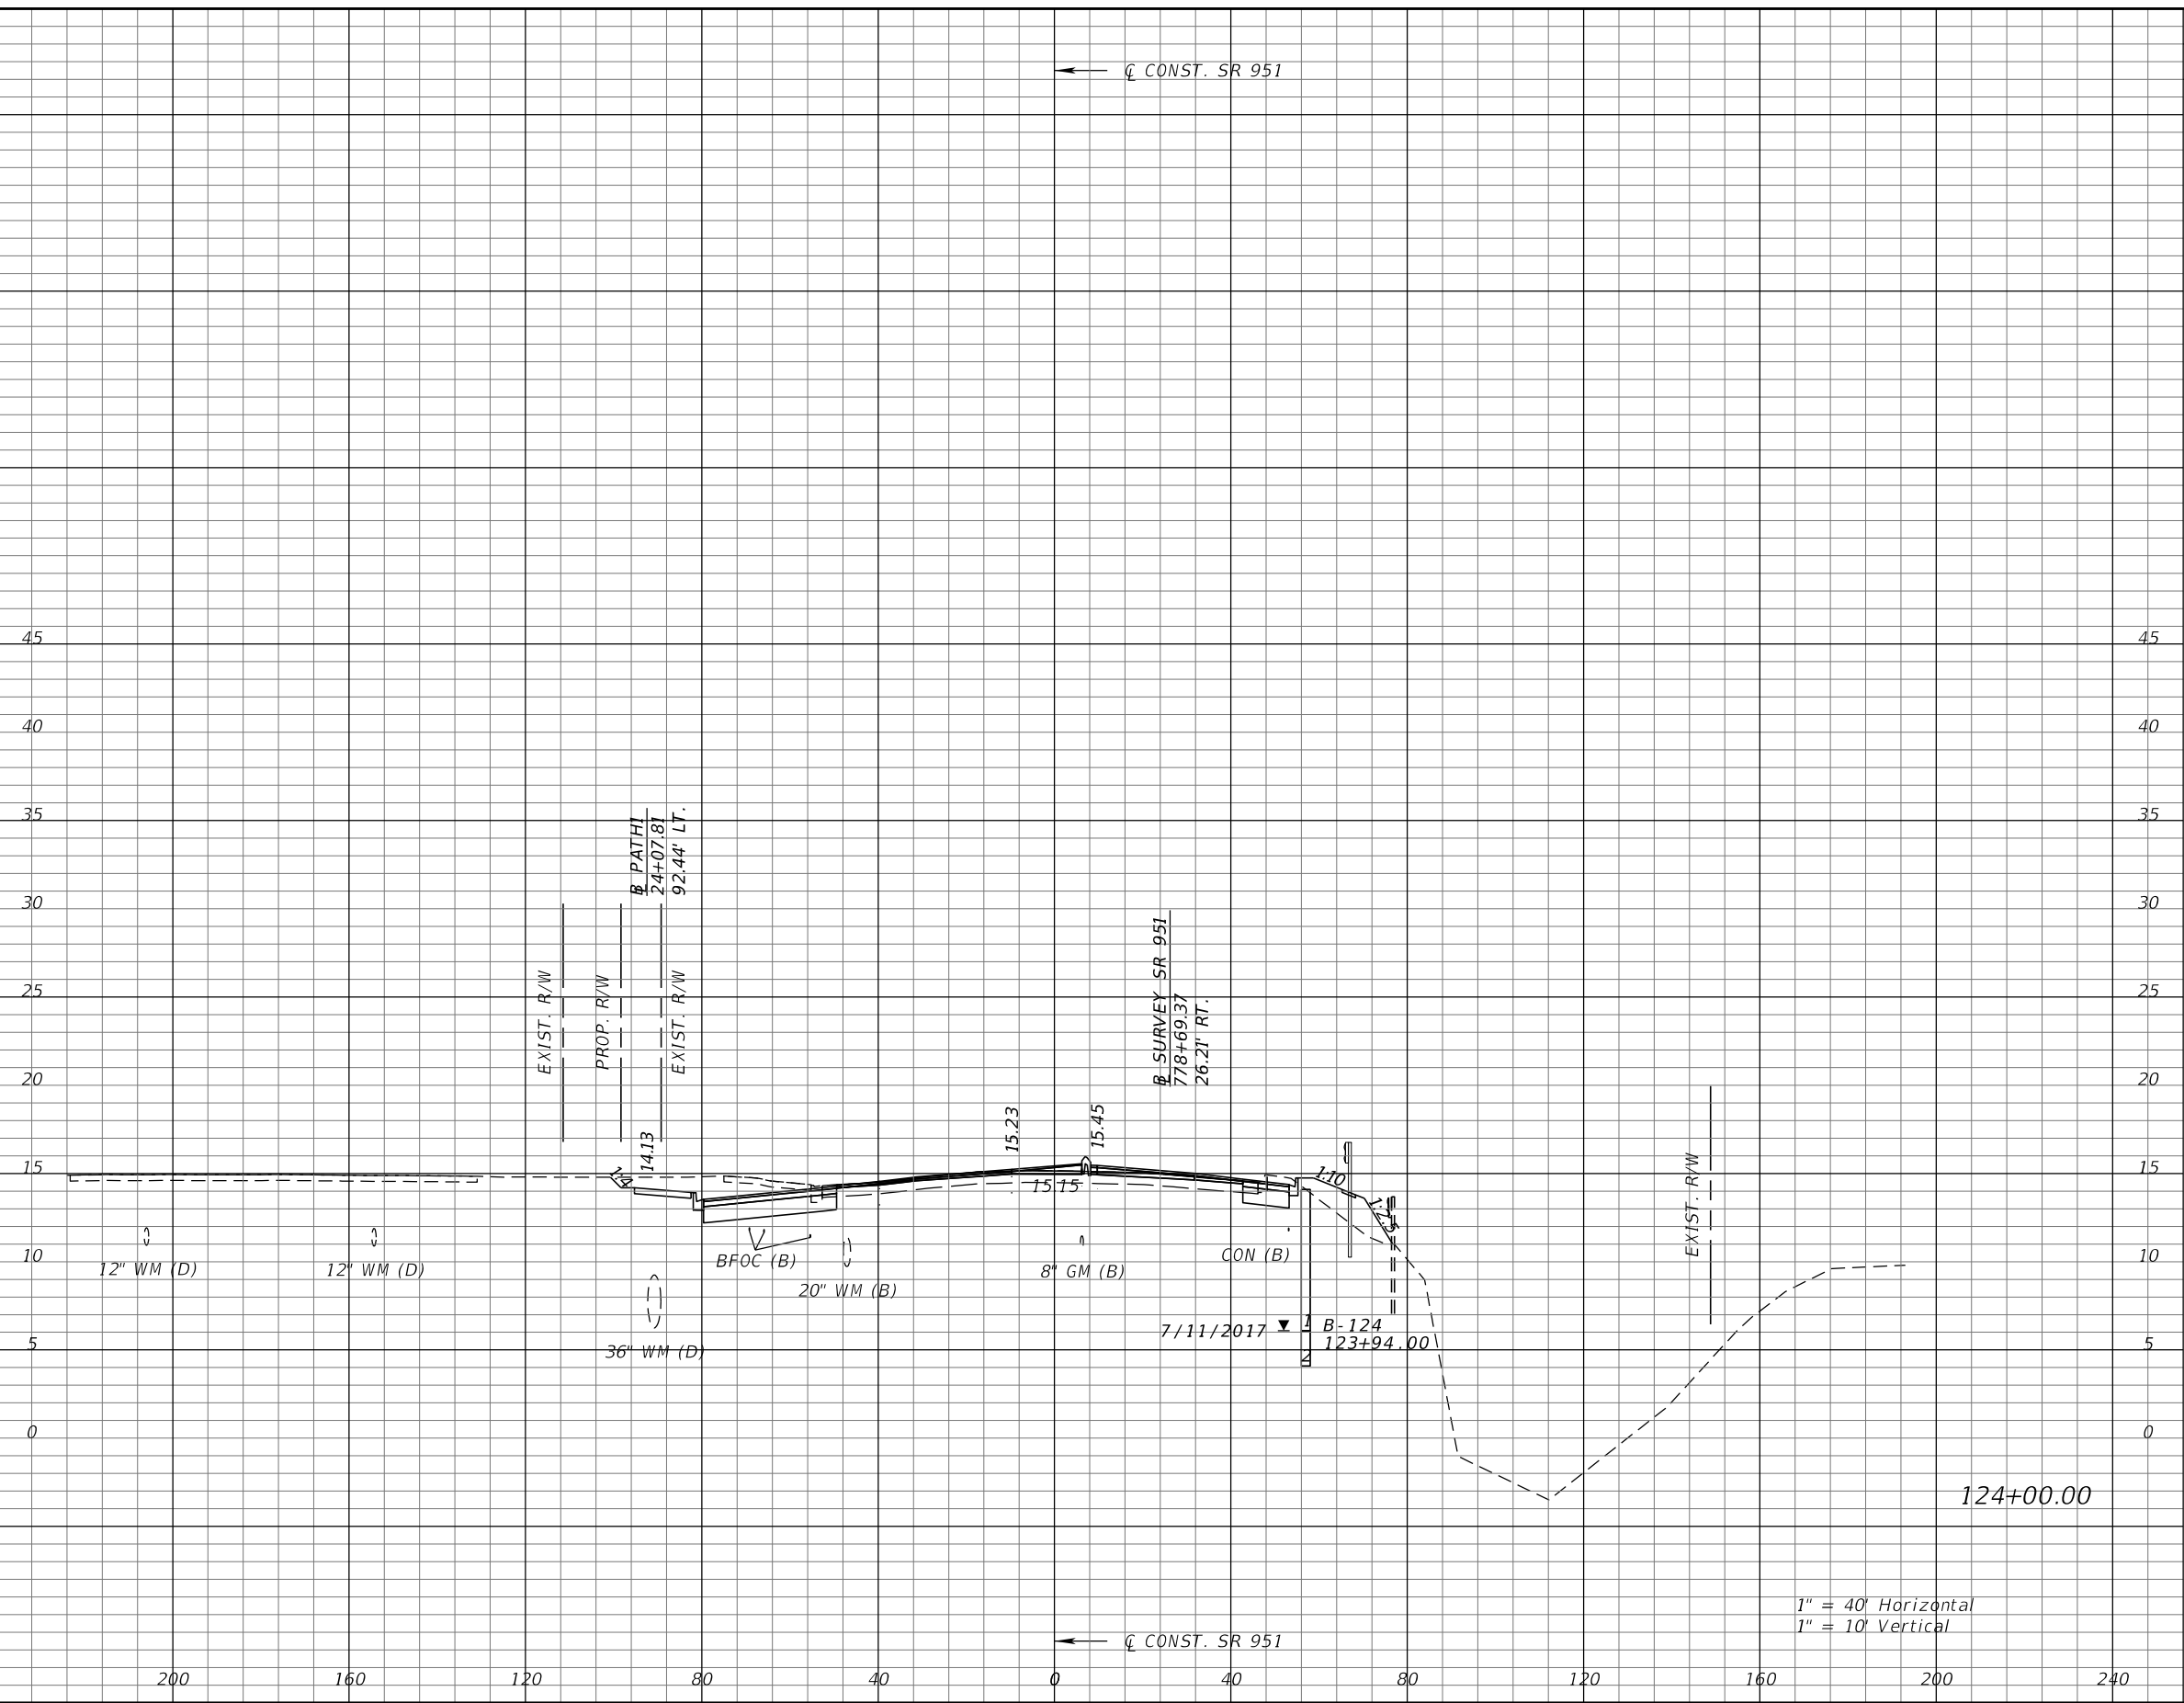 ℄ CONST. SR 951
45 45
40 40
35 35
30 30
25 25
20 20
15 15
10 10
5 5
0 0
℄ PATH1
24+07.81
92.44' LT.
EXIST. R/W
PROP. R/W
EXIST. R/W
SURVEY SR 951
778+69.37
26.21' RT.
EXIST. R/W
14.13
15.23
15.45
15.15
1:4
1:10
12" WM (D)
12" WM (D)
36" WM (D)
BFOC (B)
20" WM (B)
8" GM (B)
CON (B)
7/11/2017
1
2
B-124
123+94.00
124+00.00
1" = 40' Horizontal
1" = 10' Vertical
℄ CONST. SR 951
200 160 120 80 40 0 40 80 120 160 200 240